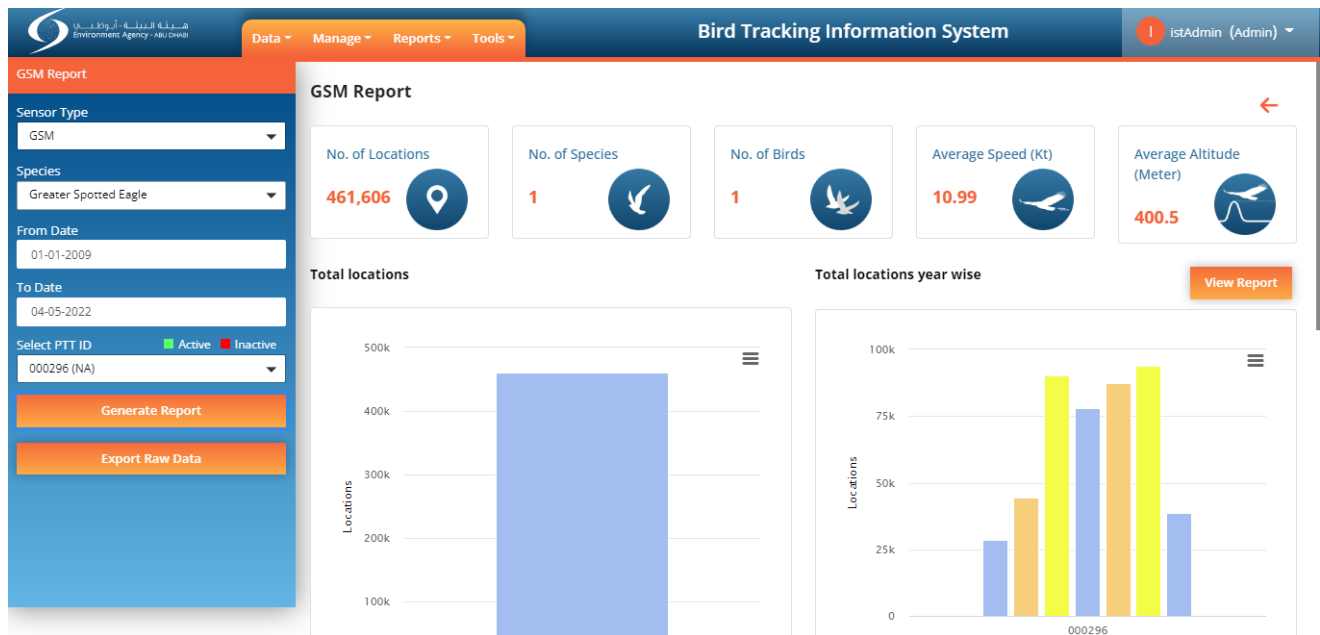 هيئة البيئة - أبوظبي
Environment Agency - ABU DHABI
Data
Manage
Reports
Tools
Bird Tracking Information System
I
istAdmin (Admin)
GSM Report
Sensor Type
GSM
Species
Greater Spotted Eagle
From Date
01-01-2009
To Date
04-05-2022
Select PTT ID
Active
Inactive
000296 (NA)
Generate Report
Export Raw Data
GSM Report
No. of Locations
461,606
No. of Species
1
No. of Birds
1
Average Speed (Kt)
10.99
Average Altitude
(Meter)
400.5
Total locations
500k
400k
300k
200k
100k
Locations
Total locations year wise
View Report
100k
75k
50k
25k
0
Locations
000296